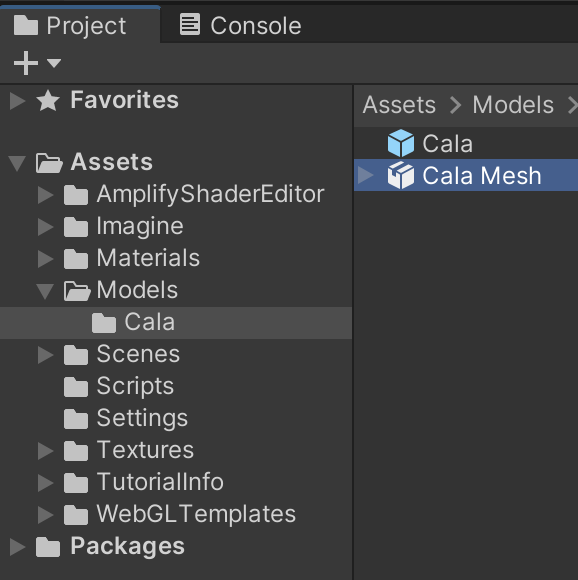 Project
Console
Favorites
Assets
AmplifyShaderEditor
Imagine
Materials
Models
Cala
Scenes
Scripts
Settings
Textures
TutorialInfo
WebGLTemplates
Packages
Assets > Models >
Cala
Cala Mesh